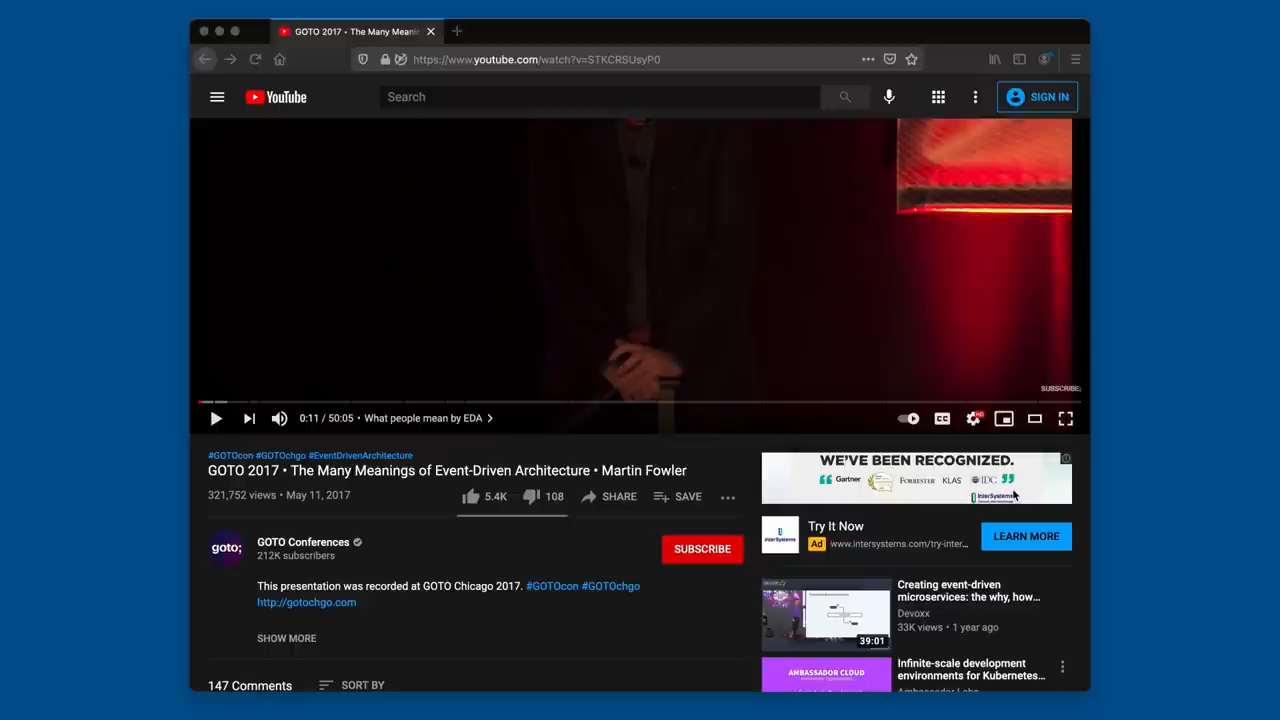 GOTO 2017 • The Many Meanin
https://www.youtube.com/watch?v=STKCRSUsyP0
YouTube
Search
SIGN IN
SUBSCRIBE;
0:11 / 50:05 • What people mean by EDA
CC
HD
#GOTOcon #GOTOchgo #EventDrivenArchitecture
GOTO 2017 • The Many Meanings of Event-Driven Architecture • Martin Fowler
321,752 views • May 11, 2017
5.4K
108
SHARE
SAVE
goto;
GOTO Conferences
212K subscribers
SUBSCRIBE
This presentation was recorded at GOTO Chicago 2017. #GOTOcon #GOTOchgo
http://gotochgo.com
SHOW MORE
147 Comments
SORT BY
WE'VE BEEN RECOGNIZED.
Gartner
FORRESTER
KLAS
IDC
InterSystems
InterSystems
Try It Now
Ad
www.intersystems.com/try-inter...
LEARN MORE
39:01
Creating event-driven
microservices: the why, how...
Devoxx
33K views • 1 year ago
AMBASSADOR CLOUD
Infinite-scale development
environments for Kubernetes...
Ambassador Labs